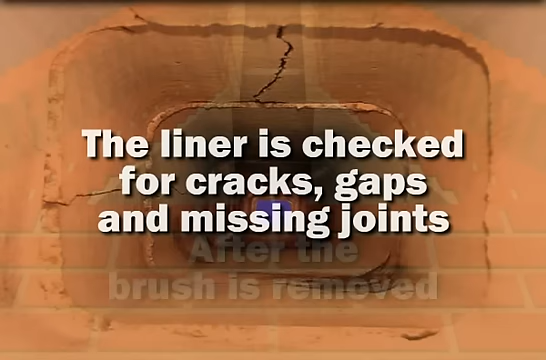 The liner is checked
for cracks, gaps
and missing joints
After the
brush is removed